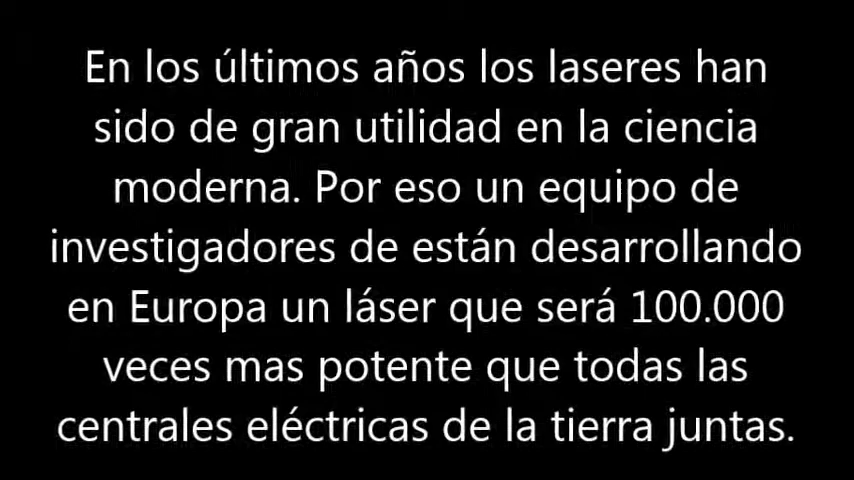 En los últimos años los laseres han
sido de gran utilidad en la ciencia
moderna. Por eso un equipo de
investigadores de están desarrollando
en Europa un láser que será 100.000
veces mas potente que todas las
centrales eléctricas de la tierra juntas.